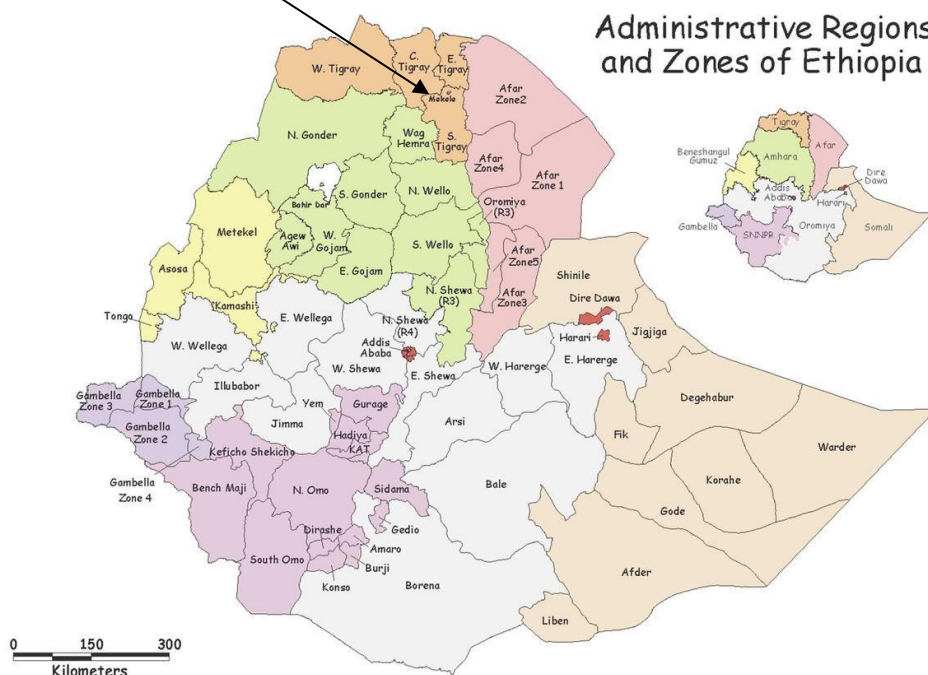 Administrative Regions
and Zones of Ethiopia
W. Tigray
C.
Tigray
E.
Tigray
Mekele
S.
Tigray
Afar
Zone2
N. Gonder
Wag
Hemra
Afar
Zone4
Afar
Zone 1
Bahir Dar
S. Gonder
N. Wello
Oromiya
(R3)
Metekel
Agew
Awi
W.
Gojam
S. Wello
Afar
Zone5
E. Gojam
Asosa
N. Shewa
(R3)
Afar
Zone3
Shinile
Dire Dawa
Kamashi
Tongo
E. Wellega
N. Shewa
(R4)
Harari
Jigjiga
W. Wellega
Addis
Ababa
W. Shewa
E. Shewa
W. Harerge
E. Harerge
Illubabor
Gambella
Zone 3
Gambella
Zone 1
Yem
Gurage
Degehabur
Gambella
Zone 2
Jimma
Hadiya
KAT
Arsi
Fik
Warder
Keficho Shekicho
Gambella
Zone 4
Bench Maji
N. Omo
Sidama
Bale
Korahe
Gode
Dirashe
Gedio
Amaro
South Omo
Burji
Konso
Borena
Afder
Liben
Tigray
Afar
Beneshangul
Gumuz
Amhara
Dire
Dawa
Addis
Ababa
Harari
Gambella
SNNPR
Oromiya
Somali
0 150 300
Kilometers